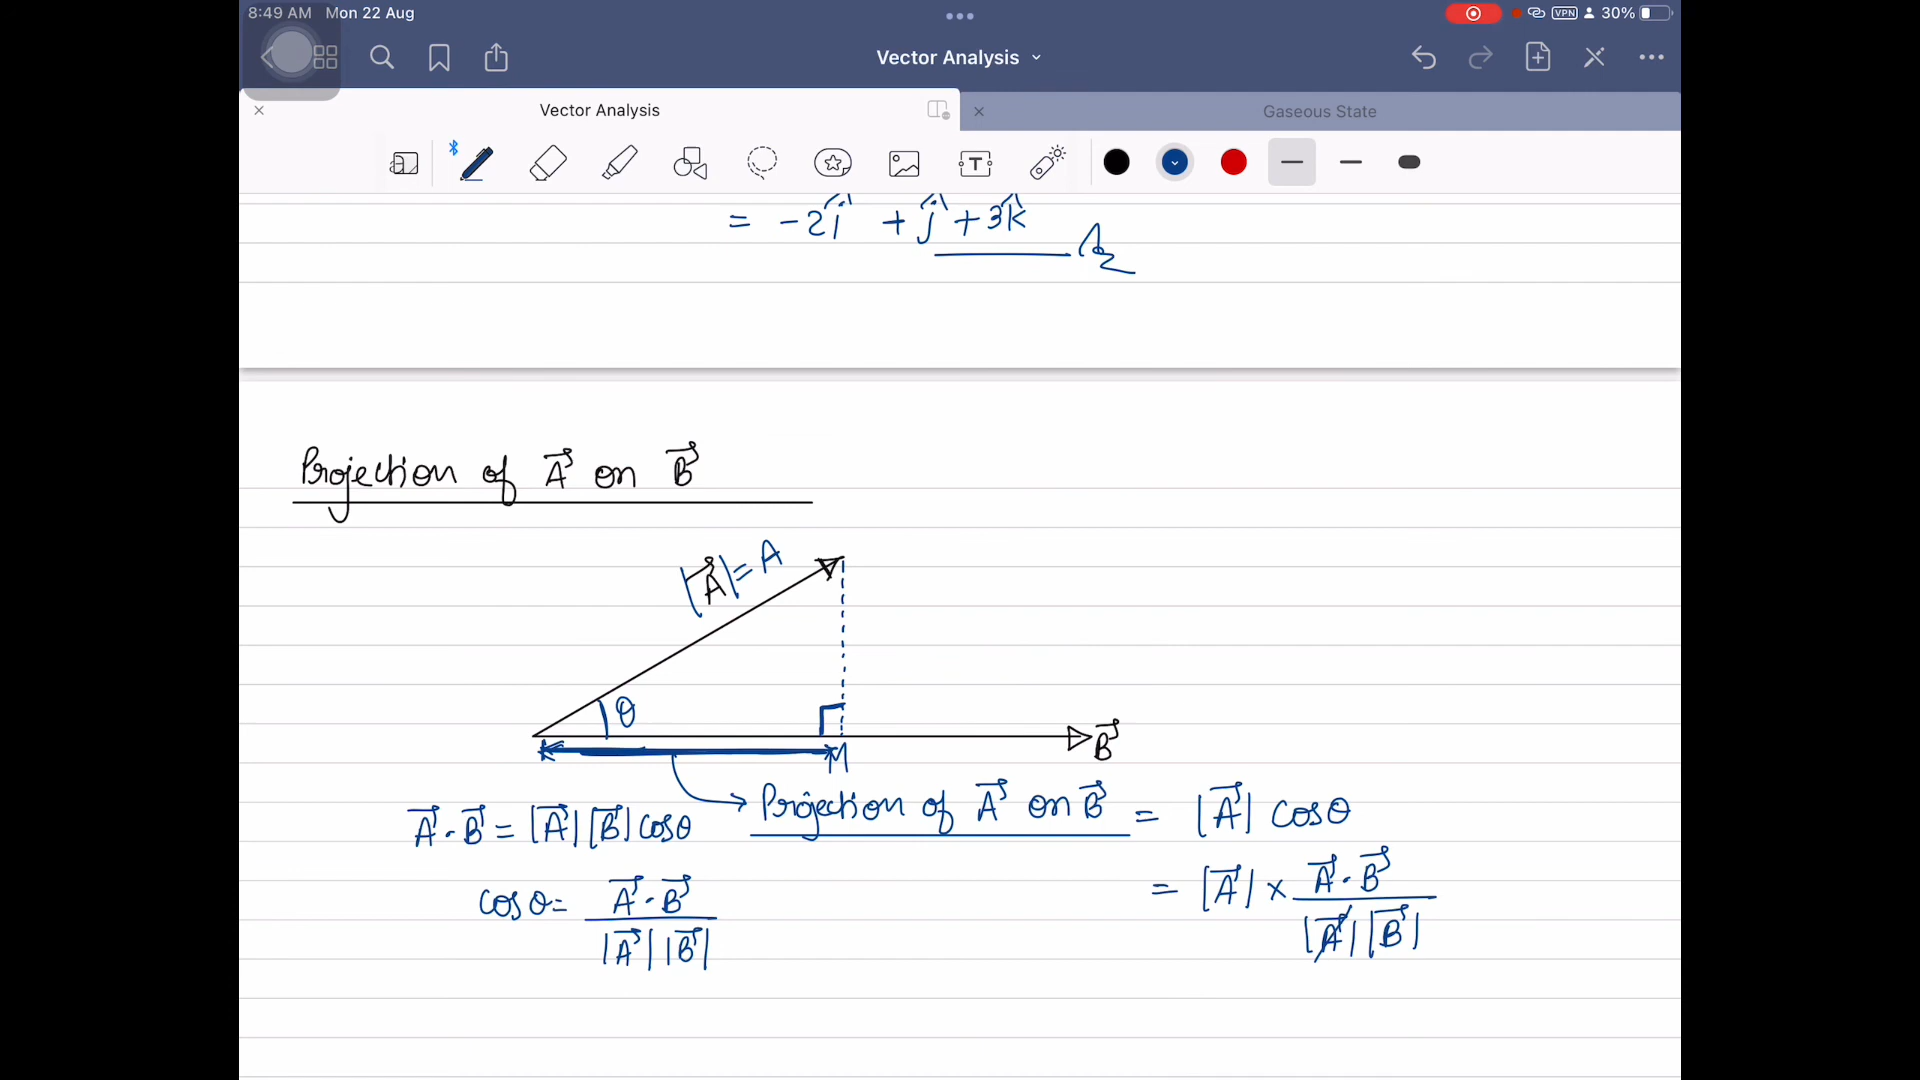 8:49 AM Mon 22 Aug
VPN 30%
Vector Analysis
Vector Analysis
Gaseous State
= -2î + ĵ + 3k̂
Projection of A⃗ on B⃗
|A⃗| = A
θ
M
B⃗
Projection of A⃗ on B⃗ = |A⃗| cosθ
A⃗ · B⃗ = |A⃗| |B⃗| cosθ
= |A⃗| × A⃗ · B⃗ / |A⃗| |B⃗|
cosθ = A⃗ · B⃗ / |A⃗| |B⃗|